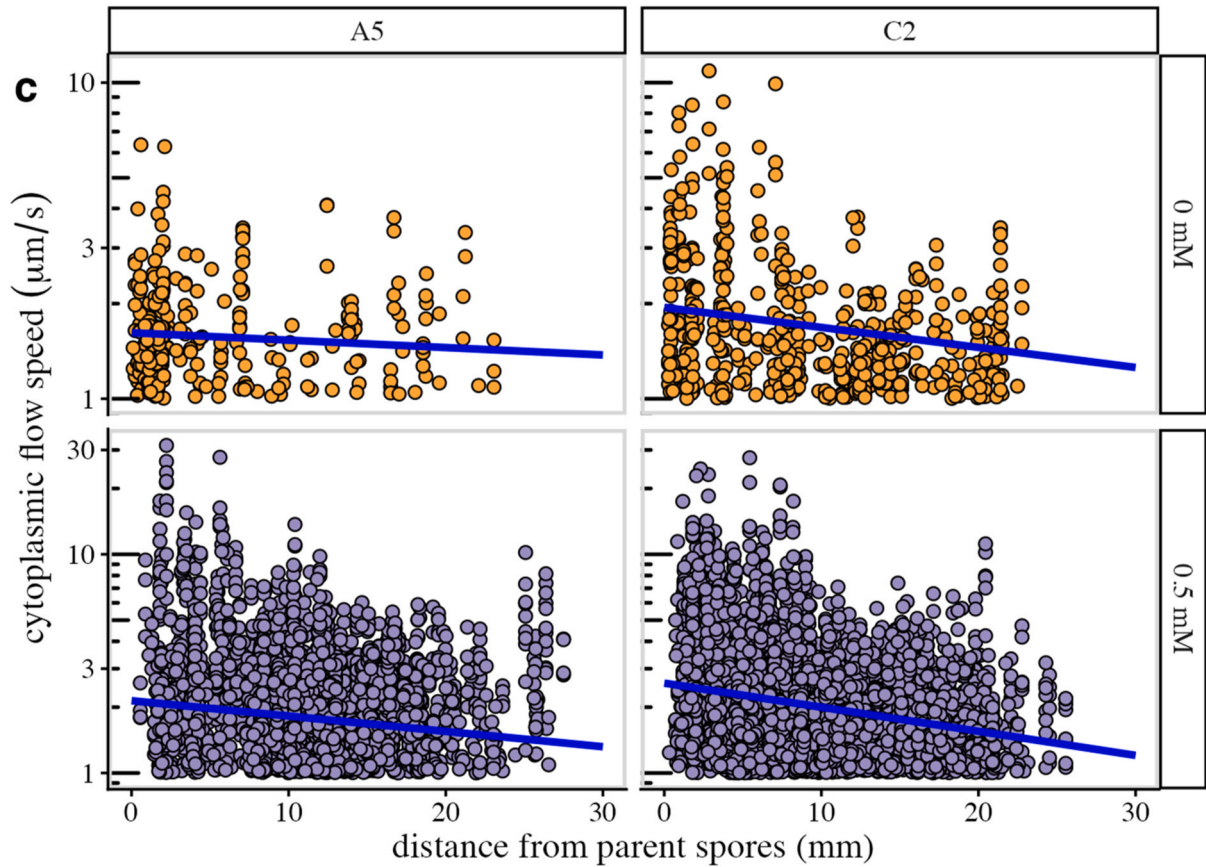 A5 C2
c
10
3
1
0 mM
30
10
3
1
0.5 mM
0 10 20 30 0 10 20 30
distance from parent spores (mm)
cytoplasmic flow speed (µm/s)